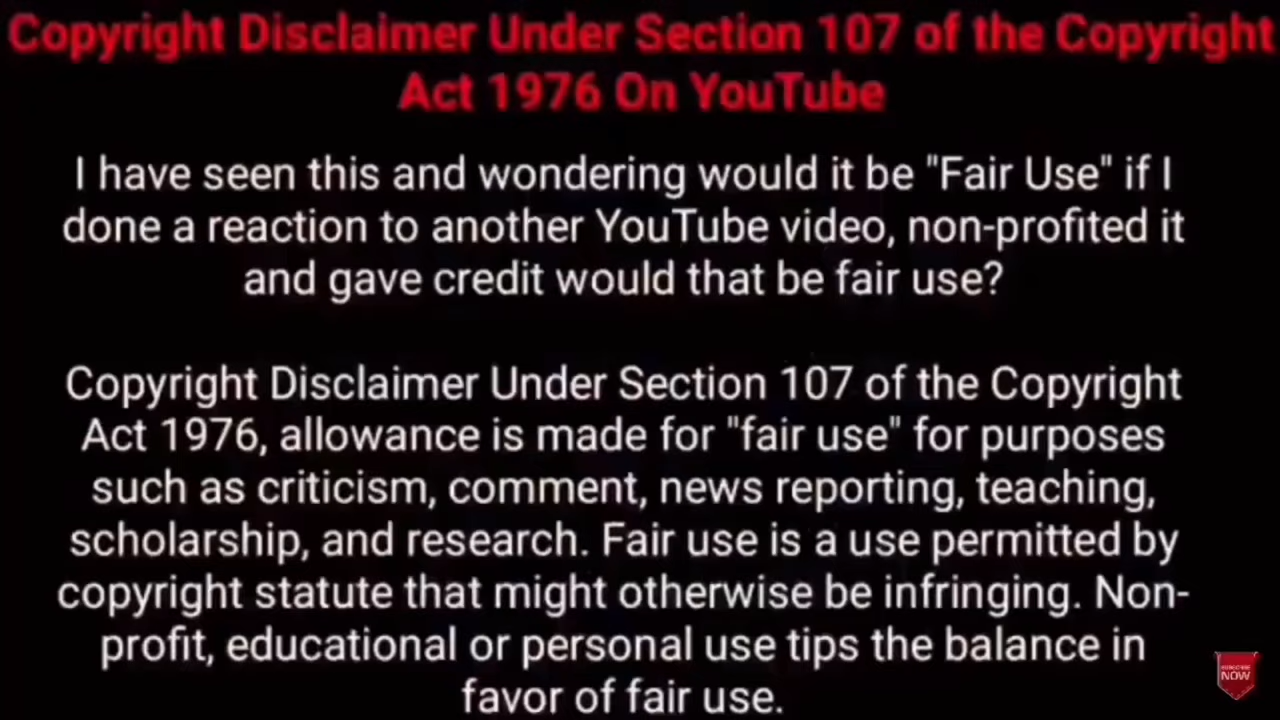 Copyright Disclaimer Under Section 107 of the Copyright
Act 1976 On YouTube
I have seen this and wondering would it be "Fair Use" if I
done a reaction to another YouTube video, non-profited it
and gave credit would that be fair use?
Copyright Disclaimer Under Section 107 of the Copyright
Act 1976, allowance is made for "fair use" for purposes
such as criticism, comment, news reporting, teaching,
scholarship, and research. Fair use is a use permitted by
copyright statute that might otherwise be infringing. Non-
profit, educational or personal use tips the balance in
favor of fair use.
SUBSCRIBE
NOW